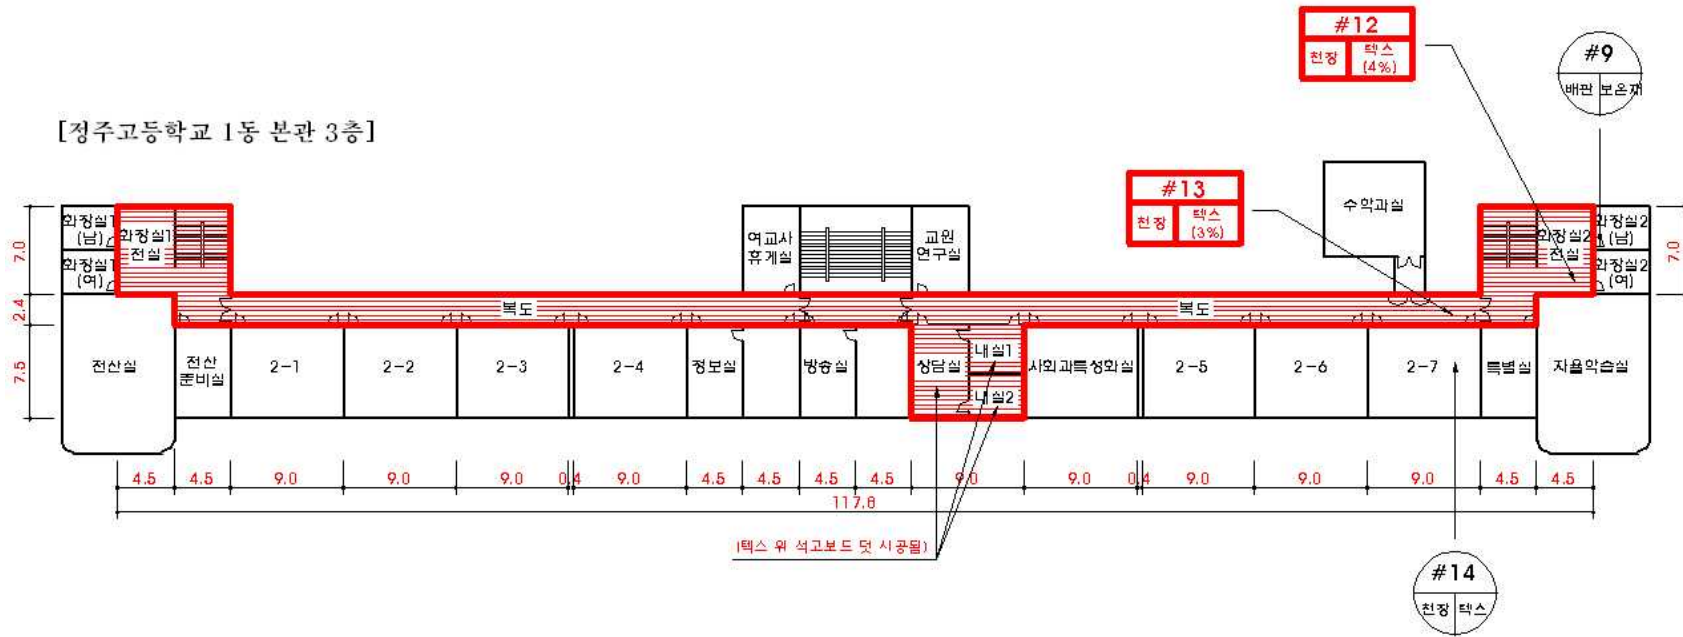 #12
천장 텍스
(4%)
#9
배관 보온재
[정주고등학교 1동 본관 3층]
#13
천장 텍스
(3%)
수학과실
화장실1
(남)
화장실1
(여)
화장실1
전실
여교사
휴게실
교원
연구실
화장실2
전실
화장실2
(남)
화장실2
(여)
7.0
7.0
2.4
7.5
복도
복도
전산실
전산
준비실
2-1
2-2
2-3
2-4
정보실
방송실
상담실
내실1
내실2
사회과특성화실
2-5
2-6
2-7
특별실
자율학습실
4.5 4.5 9.0 9.0 9.0 0.4 9.0 4.5 4.5 4.5 4.5 9.0 9.0 0.4 9.0 9.0 9.0 4.5 4.5
117.8
(텍스 위 석고보드 덧 시공됨)
#14
천장 텍스